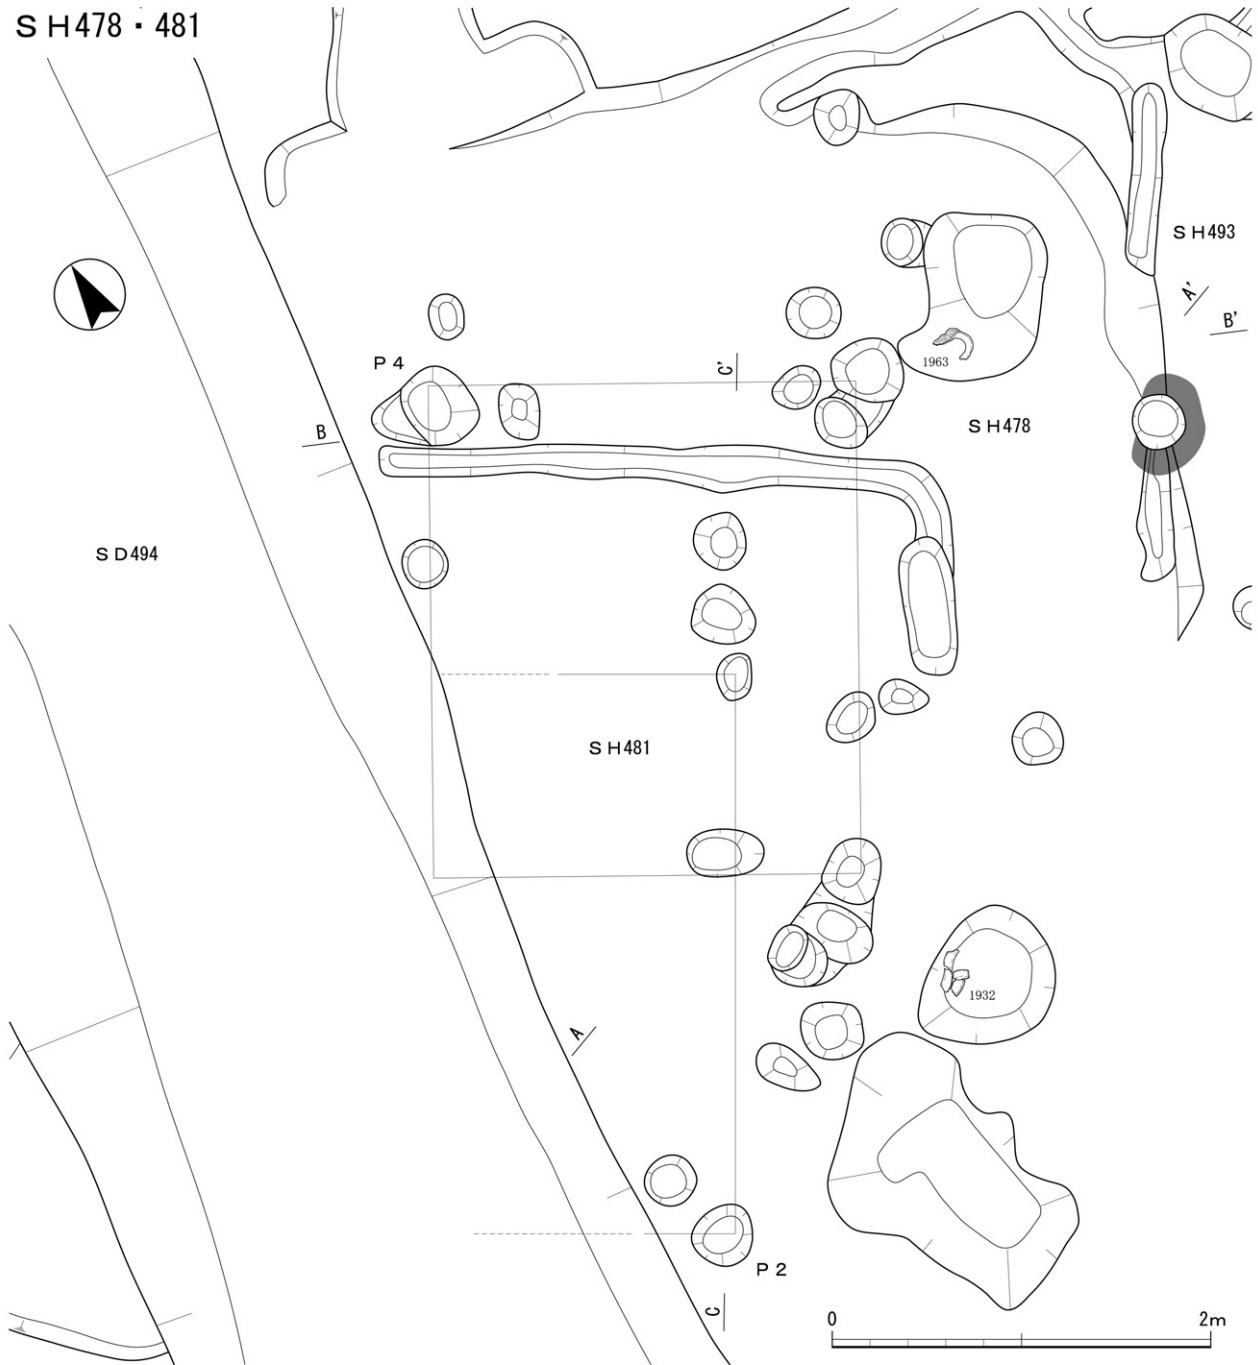 ＳＨ478・481
ＳＨ493
A'
B'
1963
Ｐ４
C'
B
ＳＨ478
ＳＤ494
ＳＨ481
1932
A
Ｐ２
C
0 2m